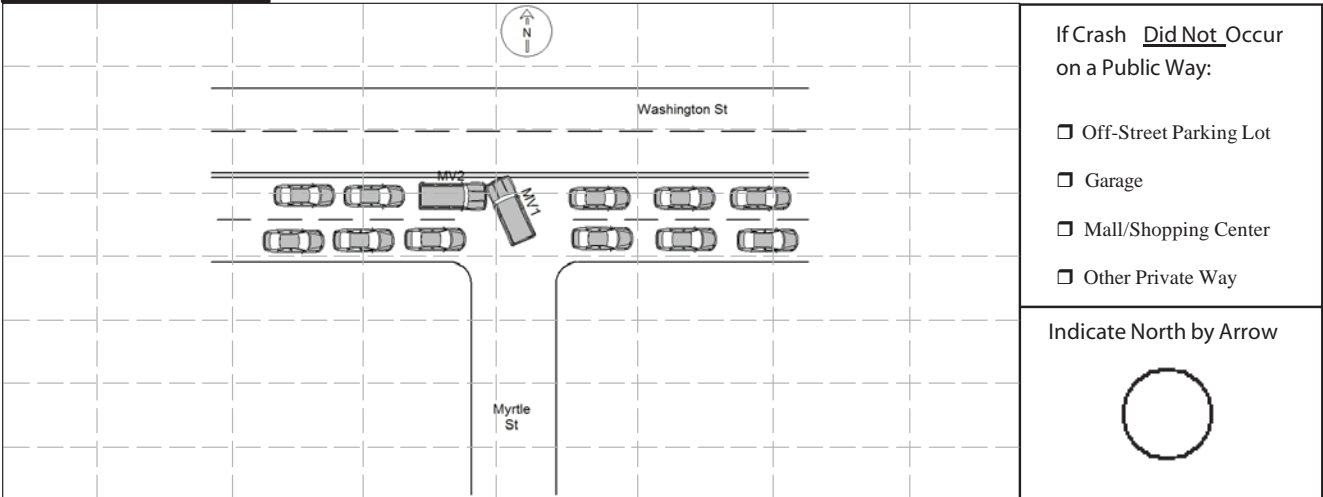 N
Washington St
MV2
MV1
Myrtle
St
If Crash Did Not Occur
on a Public Way:
Off-Street Parking Lot
Garage
Mall/Shopping Center
Other Private Way
Indicate North by Arrow